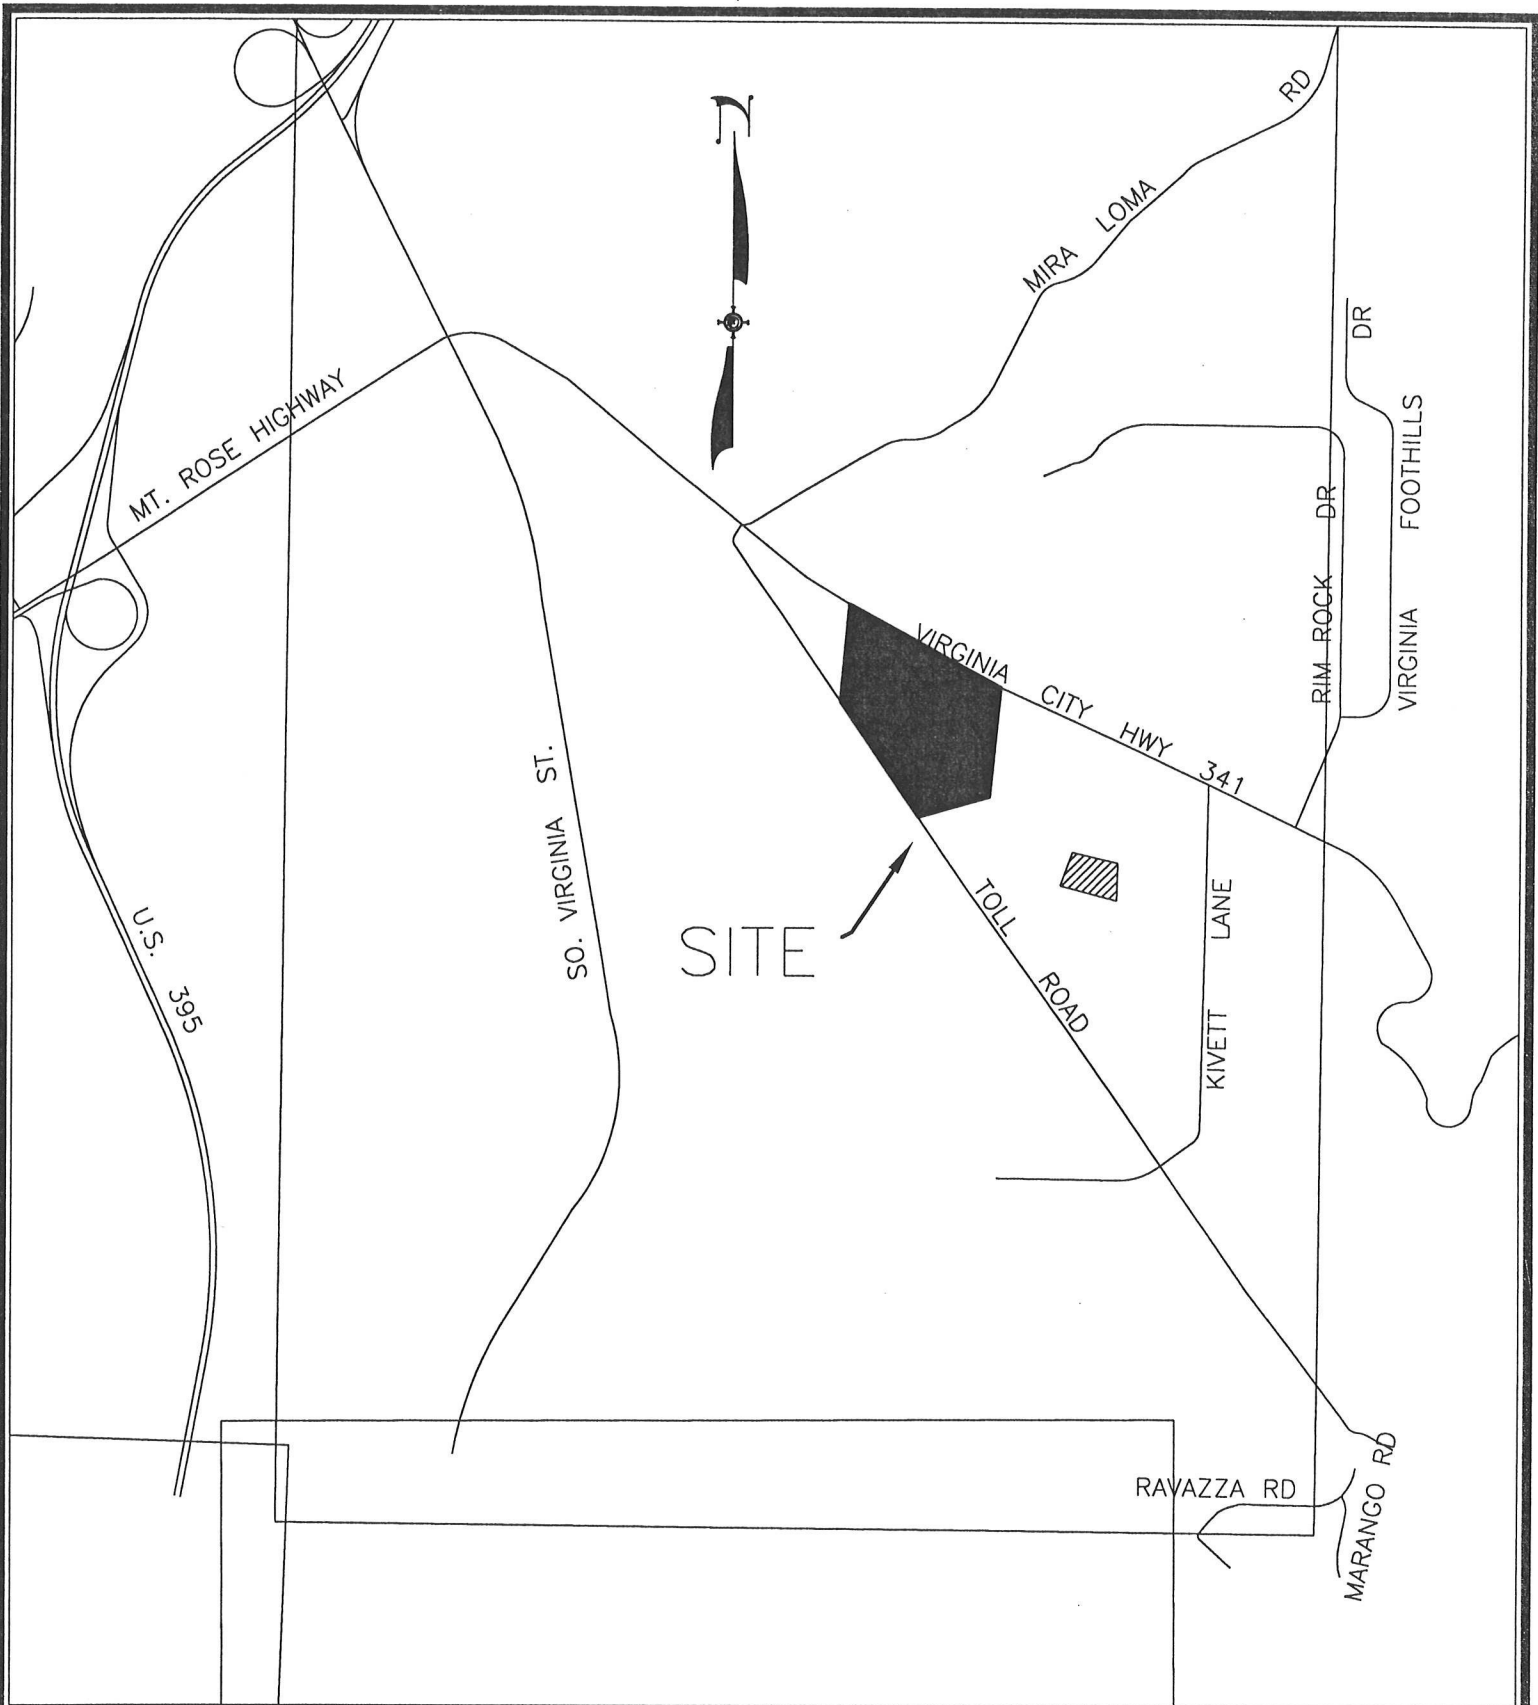 N
MIRA LOMA RD
DR
VIRGINIA FOOTHILLS
RIM ROCK DR
MT. ROSE HIGHWAY
VIRGINIA CITY HWY 341
SO. VIRGINIA ST.
KIVETT LANE
TOLL ROAD
SITE
U.S. 395
RAVAZZA RD
MARANGO RD